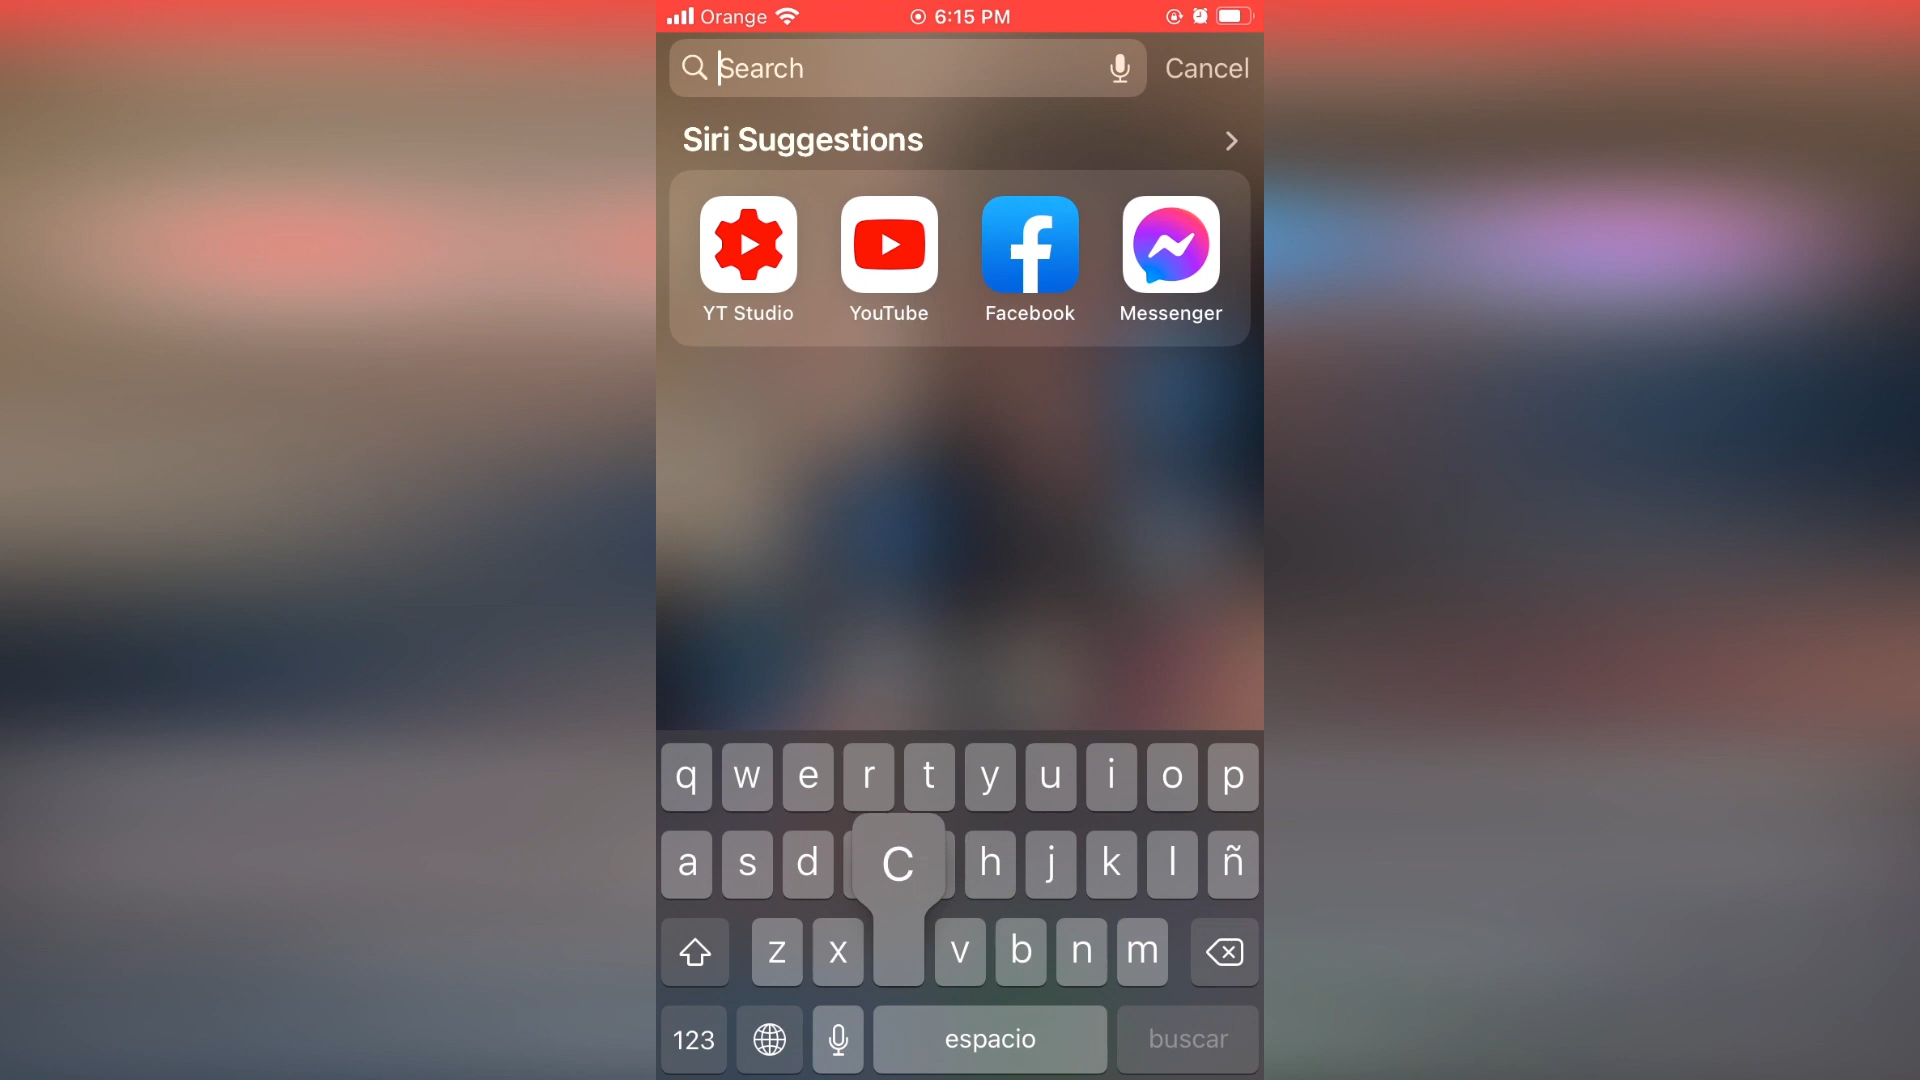 Orange 6:15 PM
Search Cancel
Siri Suggestions
YT Studio YouTube Facebook Messenger
q w e r t y u i o p
a s d C h j k l ñ
z x v b n m
123 espacio buscar